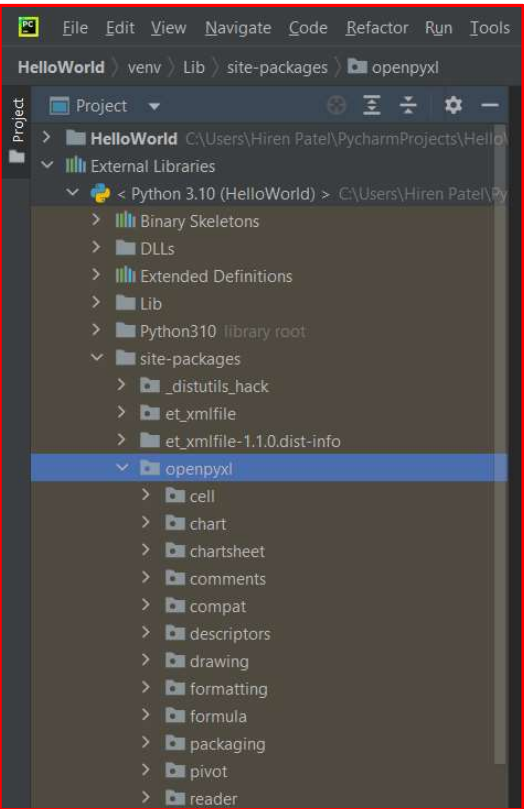 PC File Edit View Navigate Code Refactor Run Tools
HelloWorld venv Lib site-packages openpyxl
Project
Project
HelloWorld C:\Users\Hiren Patel\PycharmProjects\Hello\
External Libraries
< Python 3.10 (HelloWorld) > C:\Users\Hiren Patel\Py
Binary Skeletons
DLLs
Extended Definitions
Lib
Python310 library root
site-packages
_distutils_hack
et_xmlfile
et_xmlfile-1.1.0.dist-info
openpyxl
cell
chart
chartsheet
comments
compat
descriptors
drawing
formatting
formula
packaging
pivot
reader